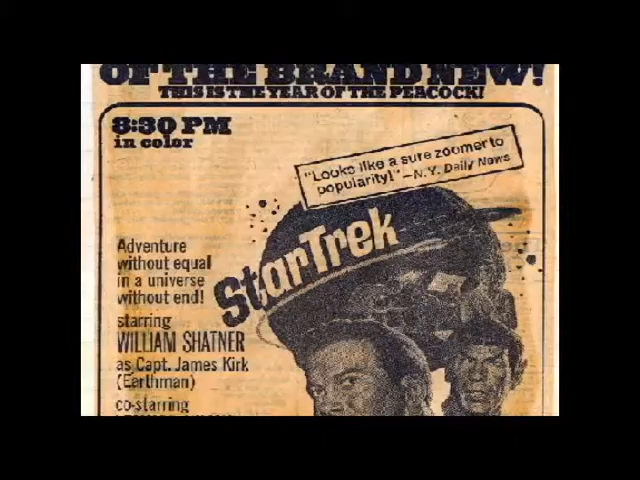 OF THE BRAND NEW!
THIS IS THE YEAR OF THE PEACOCK!
8:30 PM
in color
"Looks like a sure zoomer to
popularity!" –N.Y. Daily News
Star Trek
Adventure
without equal
in a universe
without end!
starring
WILLIAM SHATNER
as Capt. James Kirk
(Earthman)
co-starring